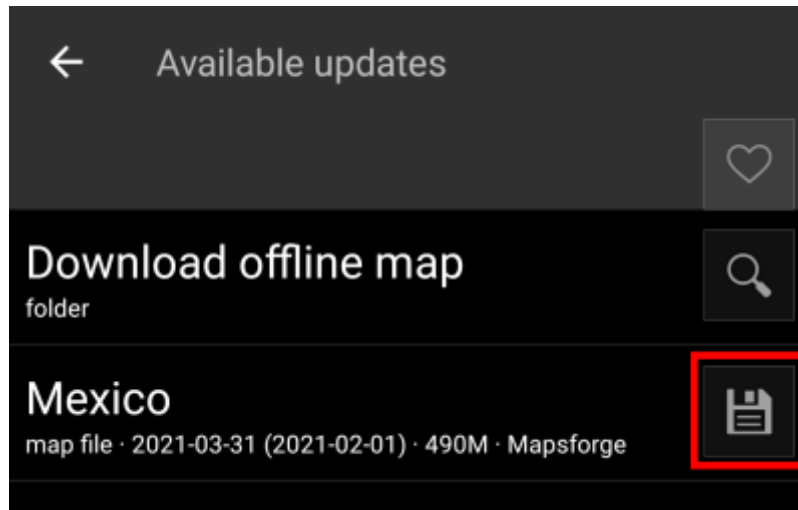 Available updates
Download offline map
folder
Mexico
map file · 2021-03-31 (2021-02-01) · 490M · Mapsforge